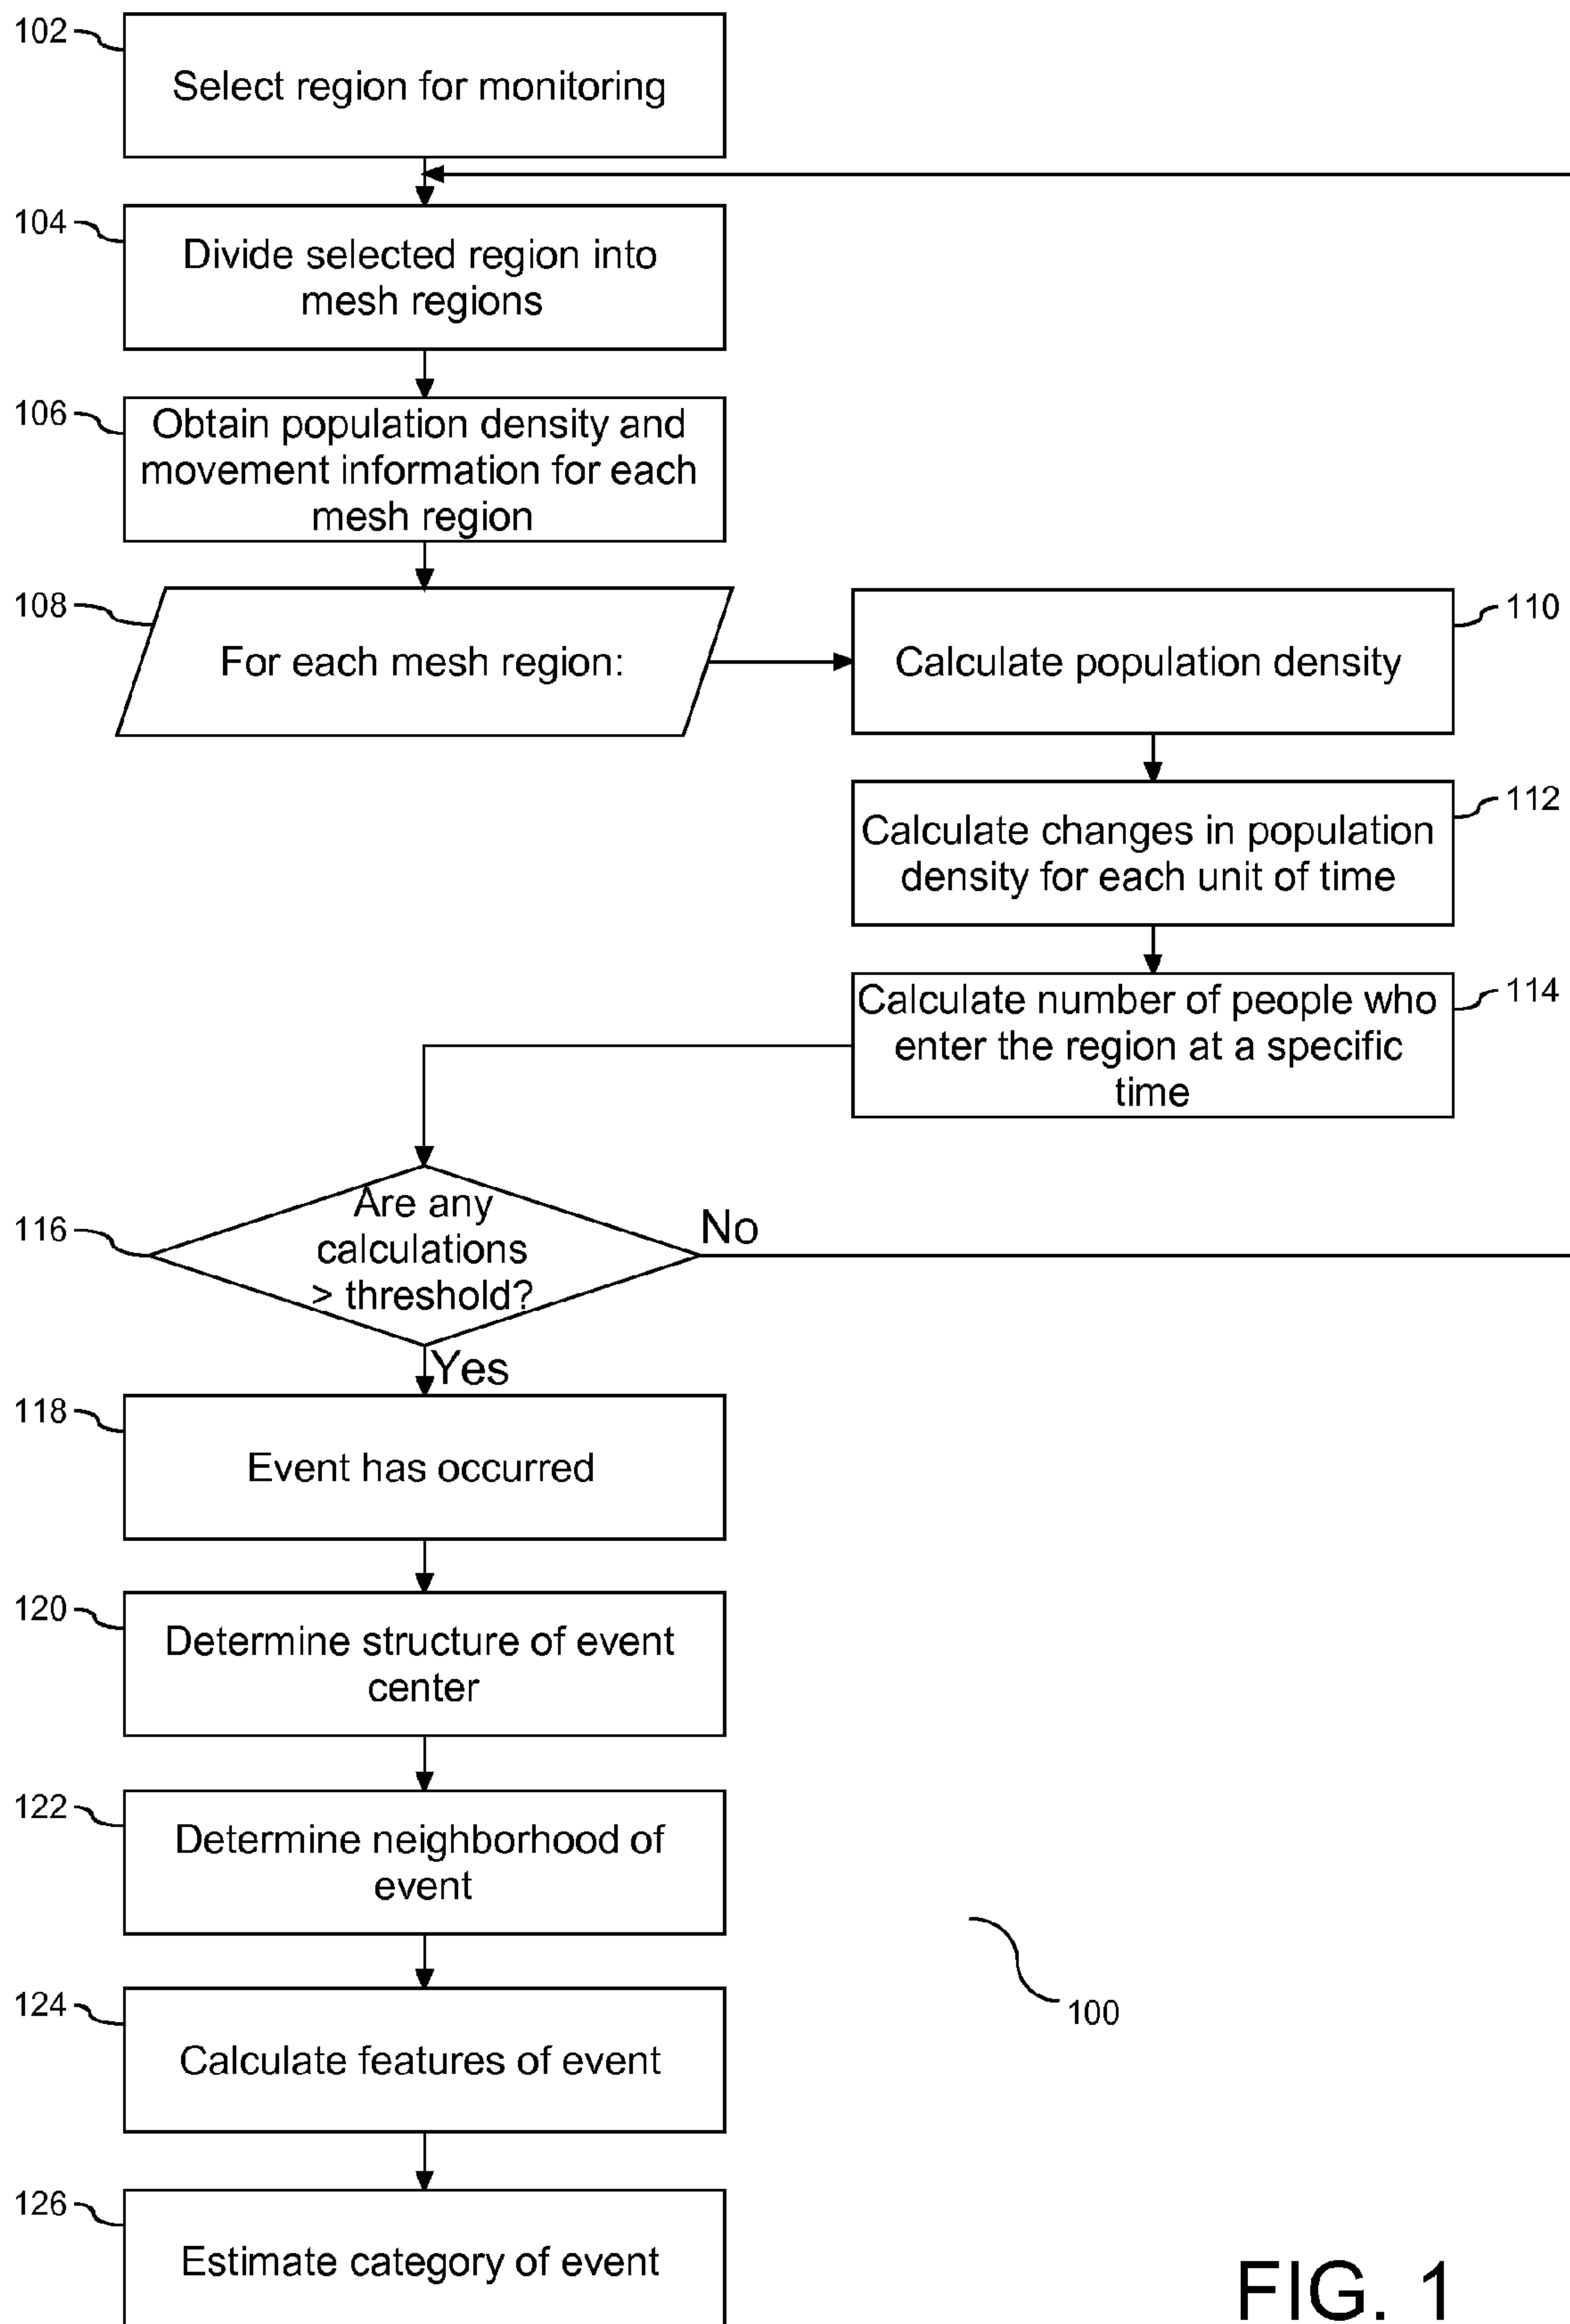 102
Select region for monitoring
104
Divide selected region into
mesh regions
106
Obtain population density and
movement information for each
mesh region
108
For each mesh region:
110
Calculate population density
112
Calculate changes in population
density for each unit of time
114
Calculate number of people who
enter the region at a specific
time
116
Are any
calculations
> threshold?
No
Yes
118
Event has occurred
120
Determine structure of event
center
122
Determine neighborhood of
event
124
Calculate features of event
100
126
Estimate category of event
FIG. 1